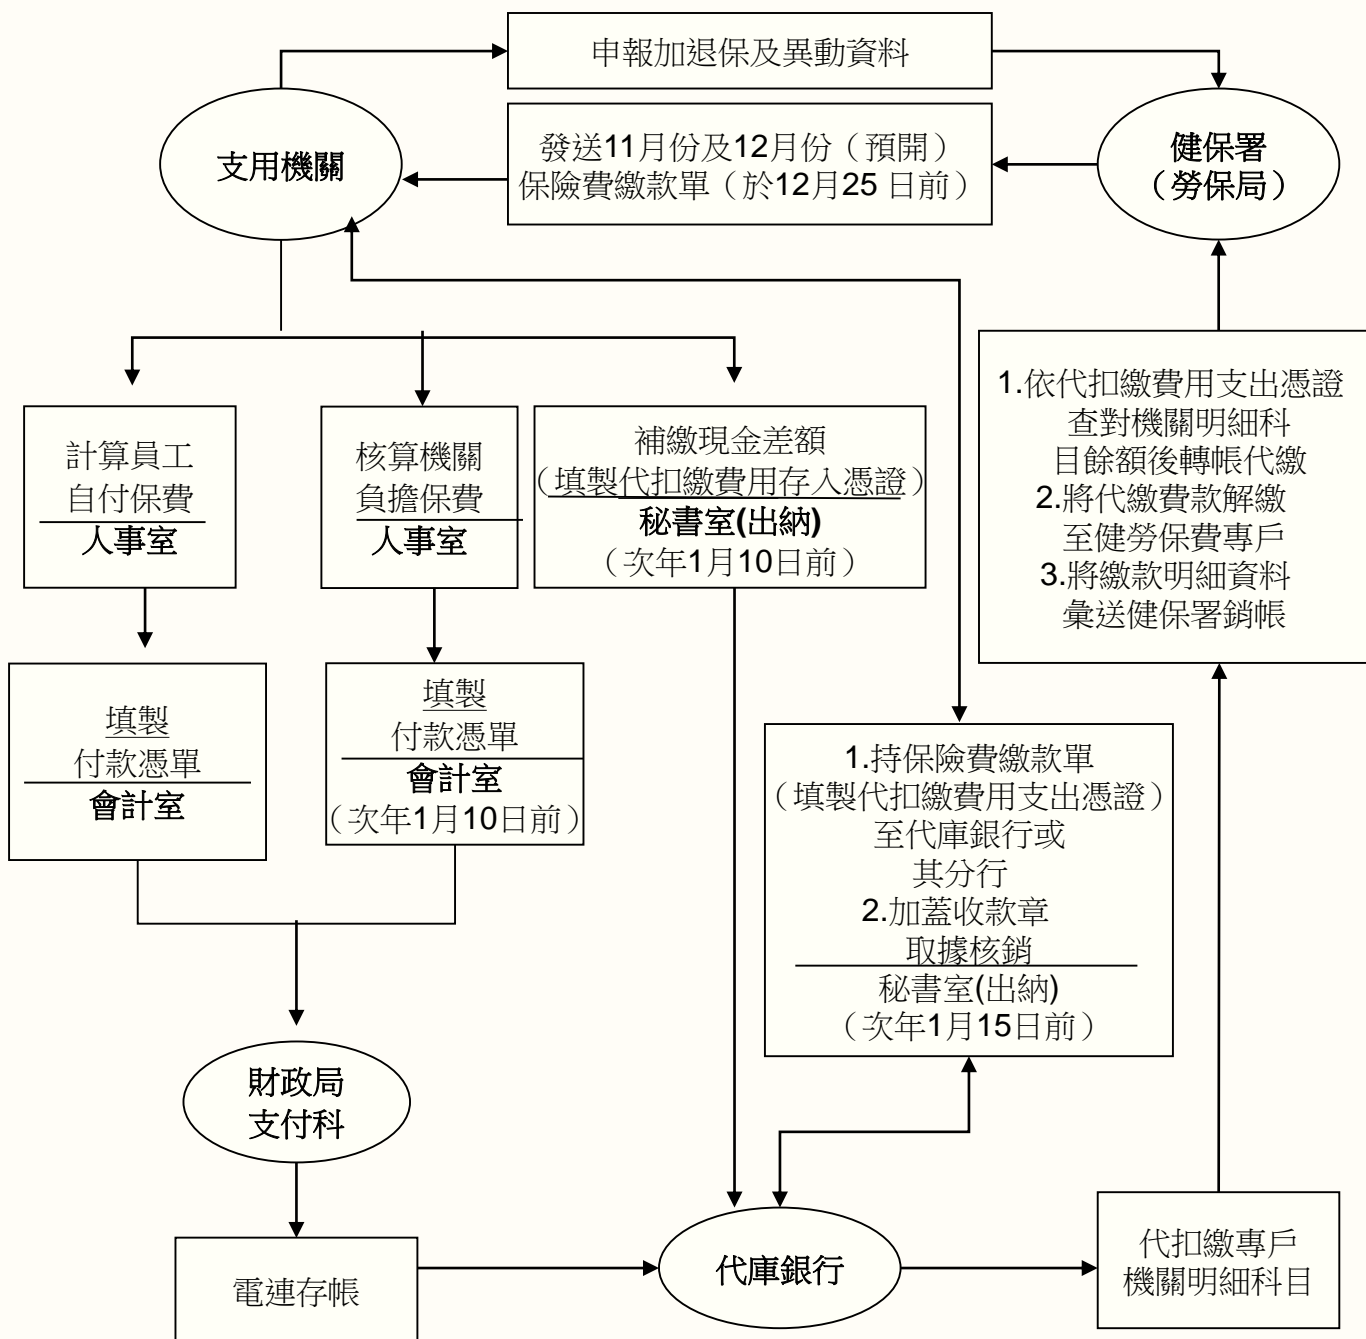 申報加退保及異動資料
支用機關
發送11月份及12月份（預開）
保險費繳款單（於12月25 日前）
健保署
（勞保局）
計算員工
自付保費
人事室
核算機關
負擔保費
人事室
補繳現金差額
（填製代扣繳費用存入憑證）
秘書室(出納)
（次年1月10日前）
1.依代扣繳費用支出憑證
查對機關明細科
目餘額後轉帳代繳
2.將代繳費款解繳
至健勞保費專戶
3.將繳款明細資料
彙送健保署銷帳
填製
付款憑單
會計室
填製
付款憑單
會計室
（次年1月10日前）
1.持保險費繳款單
（填製代扣繳費用支出憑證）
至代庫銀行或
其分行
2.加蓋收款章
取據核銷
秘書室(出納)
（次年1月15日前）
財政局
支付科
電連存帳
代庫銀行
代扣繳專戶
機關明細科目